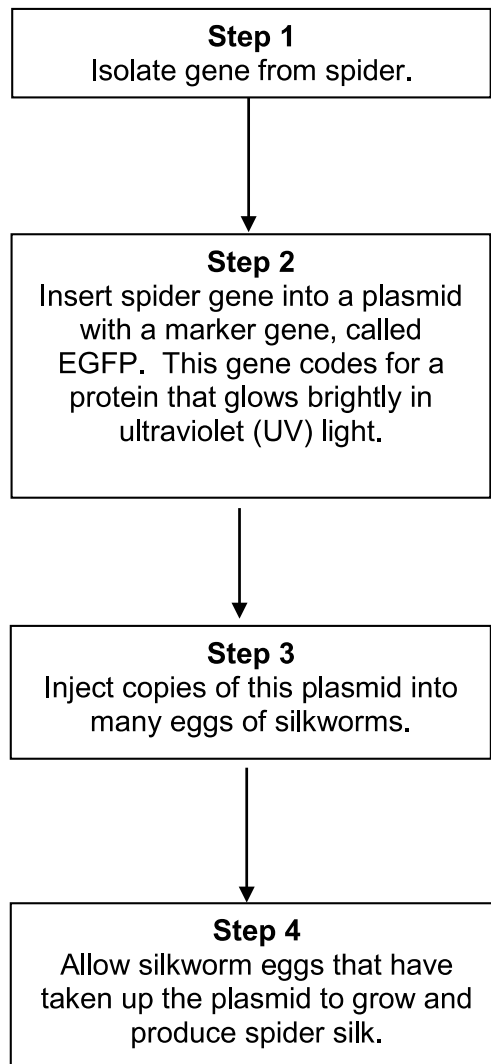 Step 1
Isolate gene from spider.
Step 2
Insert spider gene into a plasmid
with a marker gene, called
EGFP.  This gene codes for a
protein that glows brightly in
ultraviolet (UV) light.
Step 3
Inject copies of this plasmid into
many eggs of silkworms.
Step 4
Allow silkworm eggs that have
taken up the plasmid to grow and
produce spider silk.